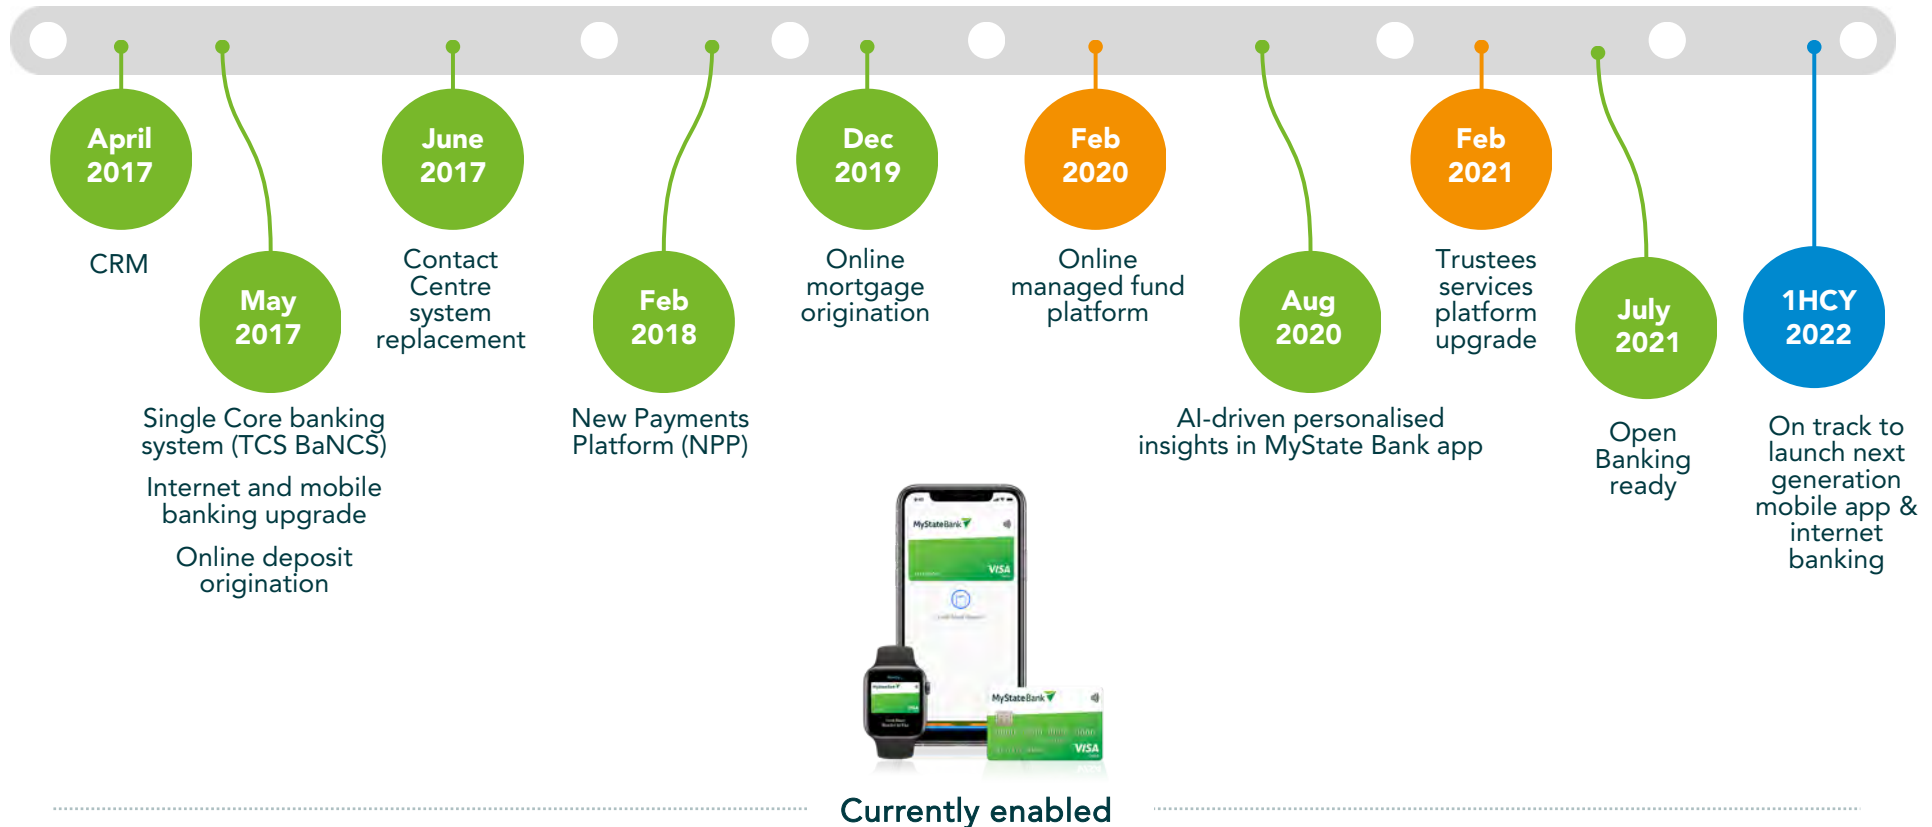 April
2017
CRM
May
2017
Single Core banking
system (TCS BaNCS)
Internet and mobile
banking upgrade
Online deposit
origination
June
2017
Contact
Centre
system
replacement
Feb
2018
New Payments
Platform (NPP)
Dec
2019
Online
mortgage
origination
Feb
2020
Online
managed fund
platform
Aug
2020
AI-driven personalised
insights in MyState Bank app
Feb
2021
Trustees
services
platform
upgrade
July
2021
Open
Banking
ready
1HCY
2022
On track to
launch next
generation
mobile app &
internet
banking
MyStateBank
VISA
MyStateBank
VISA
MyStateBank
VISA
Currently enabled